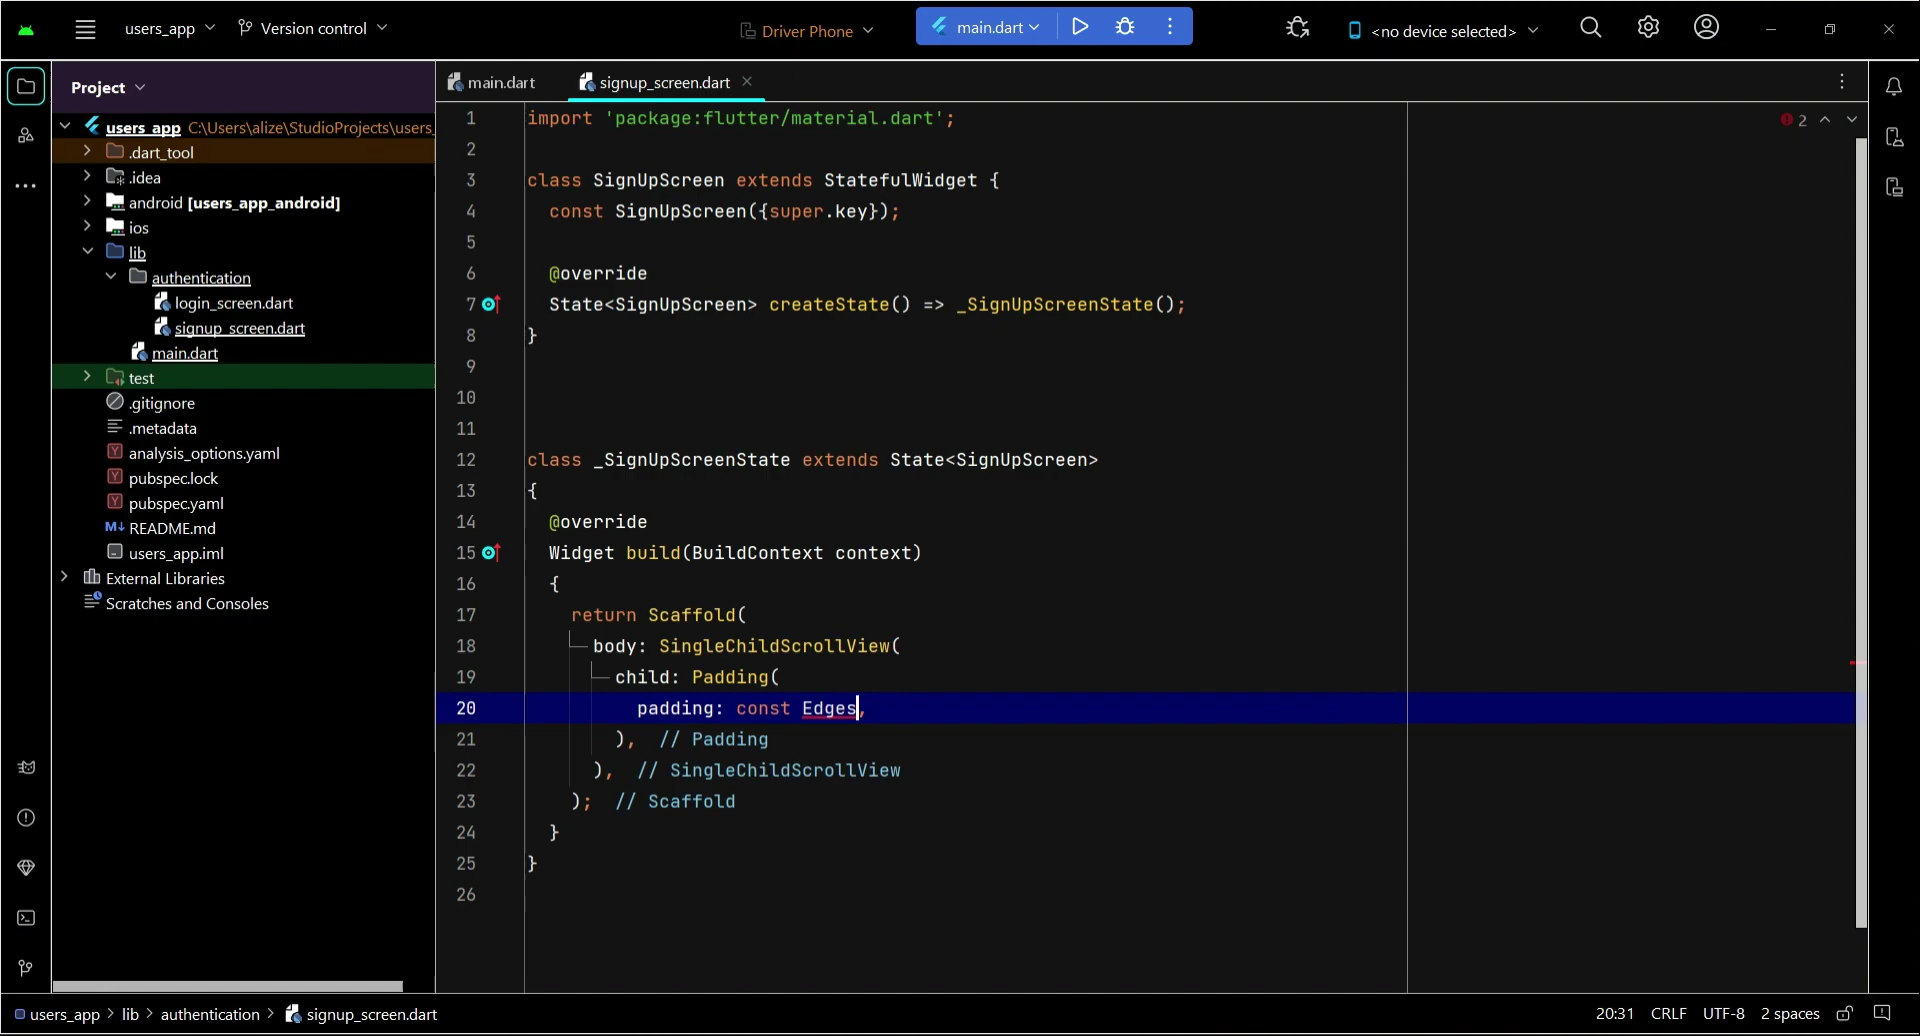 users_app
Version control
Driver Phone
main.dart
<no device selected>
Project
main.dart
signup_screen.dart
users_app C:\Users\alize\StudioProjects\users_
.dart_tool
.idea
android [users_app_android]
ios
lib
authentication
login_screen.dart
signup_screen.dart
main.dart
test
.gitignore
.metadata
analysis_options.yaml
pubspec.lock
pubspec.yaml
M↓ README.md
users_app.iml
External Libraries
Scratches and Consoles
2
1 import 'package:flutter/material.dart';
2
3 class SignUpScreen extends StatefulWidget {
4 const SignUpScreen({super.key});
5
6 @override
7 State<SignUpScreen> createState() => _SignUpScreenState();
8 }
9
10
11
12 class _SignUpScreenState extends State<SignUpScreen>
13 {
14 @override
15 Widget build(BuildContext context)
16 {
17 return Scaffold(
18 body: SingleChildScrollView(
19 child: Padding(
20 padding: const Edges,
21 ), // Padding
22 ), // SingleChildScrollView
23 ); // Scaffold
24 }
25 }
26
users_app > lib > authentication > signup_screen.dart
20:31 CRLF UTF-8 2 spaces